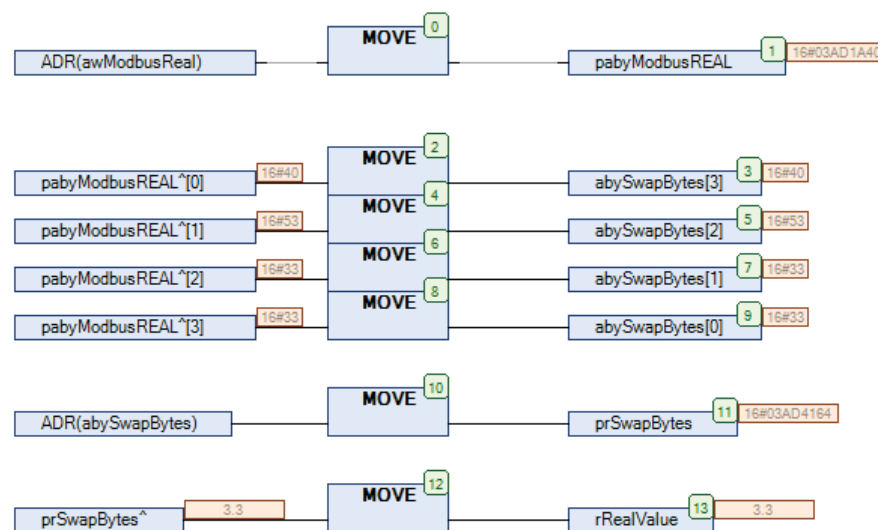 MOVE 0
ADR(awModbusReal) pabyModbusREAL 1 16#03AD1A40
MOVE 2
pabyModbusREAL^[0] 16#40 abySwapBytes[3] 3 16#40
MOVE 4
pabyModbusREAL^[1] 16#53 abySwapBytes[2] 5 16#53
MOVE 6
pabyModbusREAL^[2] 16#33 abySwapBytes[1] 7 16#33
MOVE 8
pabyModbusREAL^[3] 16#33 abySwapBytes[0] 9 16#33
MOVE 10
ADR(abySwapBytes) prSwapBytes 11 16#03AD4164
MOVE 12
prSwapBytes^ 3.3 rRealValue 13 3.3